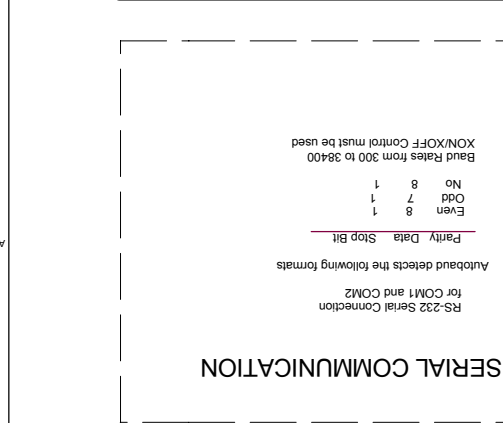 SERIAL COMMUNICATION
RS-232 Serial Connection
for COM1 and COM2
Autobaud detects the following formats
Parity Data Stop Bit
Even 8 1
Odd 7 1
No 8 1
Baud Rates from 300 to 38400
XON/XOFF Control must be used
A